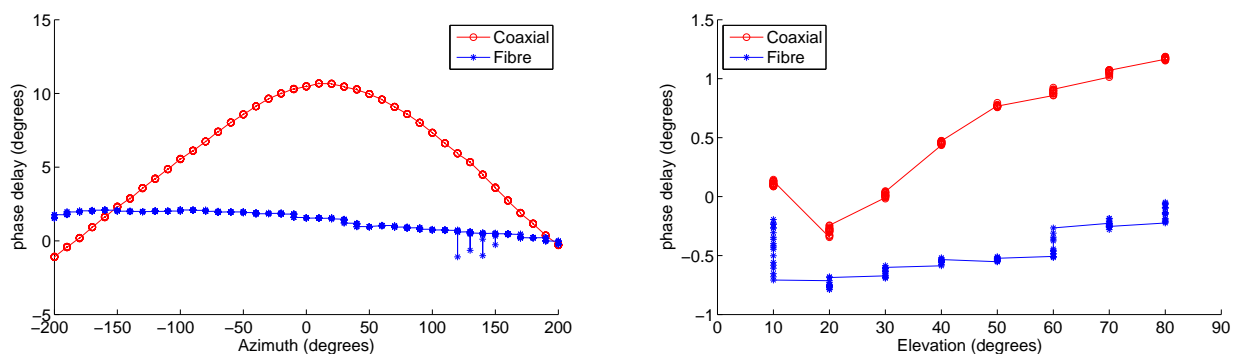 15
10
5
0
−5
phase delay (degrees)
−200 −150 −100 −50 0 50 100 150 200
Azimuth (degrees)
Coaxial
Fibre
1.5
1
0.5
0
−0.5
−1
phase delay (degrees)
0 10 20 30 40 50 60 70 80 90
Elevation (degrees)
Coaxial
Fibre